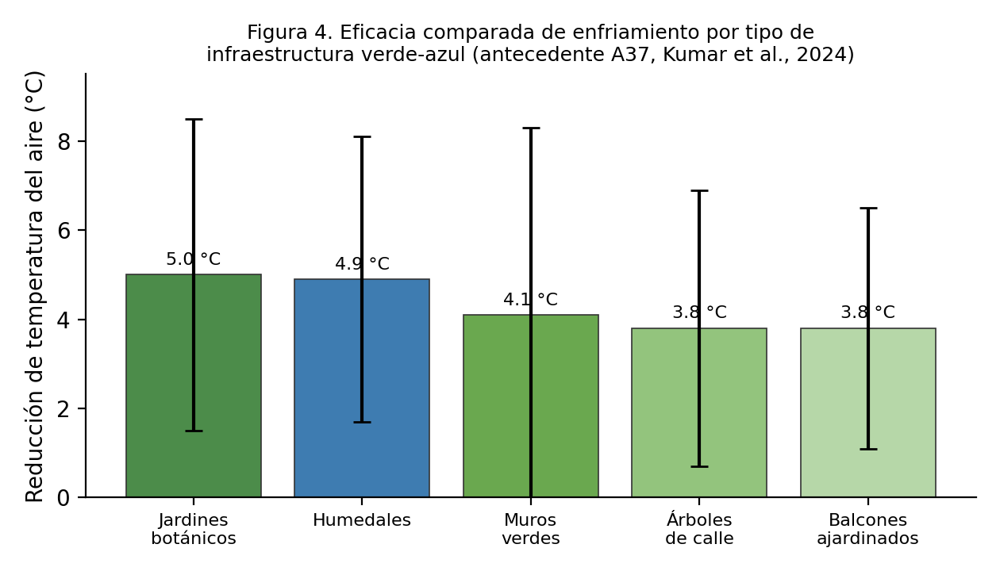 Figura 4. Eficacia comparada de enfriamiento por tipo de
infraestructura verde-azul (antecedente A37, Kumar et al., 2024)
Reducción de temperatura del aire (°C)
8
6
4
2
0
5.0 °C
4.9 °C
4.1 °C
3.8 °C
3.8 °C
Jardines
botánicos
Humedales
Muros
verdes
Árboles
de calle
Balcones
ajardinados